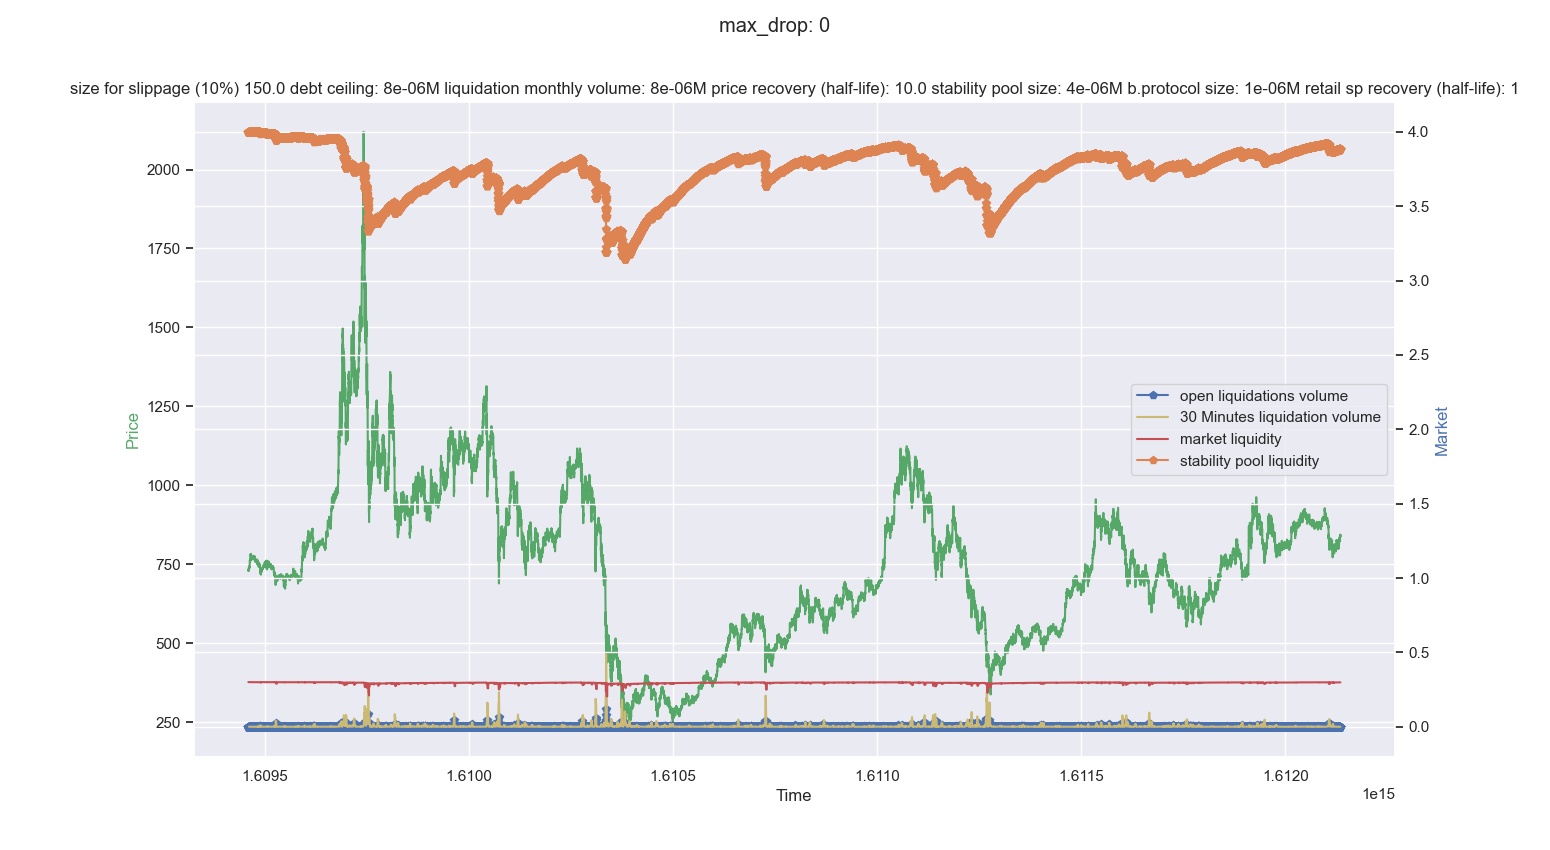 max_drop: 0
size for slippage (10%) 150.0 debt ceiling: 8e-06M liquidation monthly volume: 8e-06M price recovery (half-life): 10.0 stability pool size: 4e-06M b.protocol size: 1e-06M retail sp recovery (half-life): 1
2000
1750
1500
1250
1000
750
500
250
Price
4.0
3.5
3.0
2.5
2.0
1.5
1.0
0.5
0.0
Market
open liquidations volume
30 Minutes liquidation volume
market liquidity
stability pool liquidity
1.6095 1.6100 1.6105 1.6110 1.6115 1.6120
Time
1e15